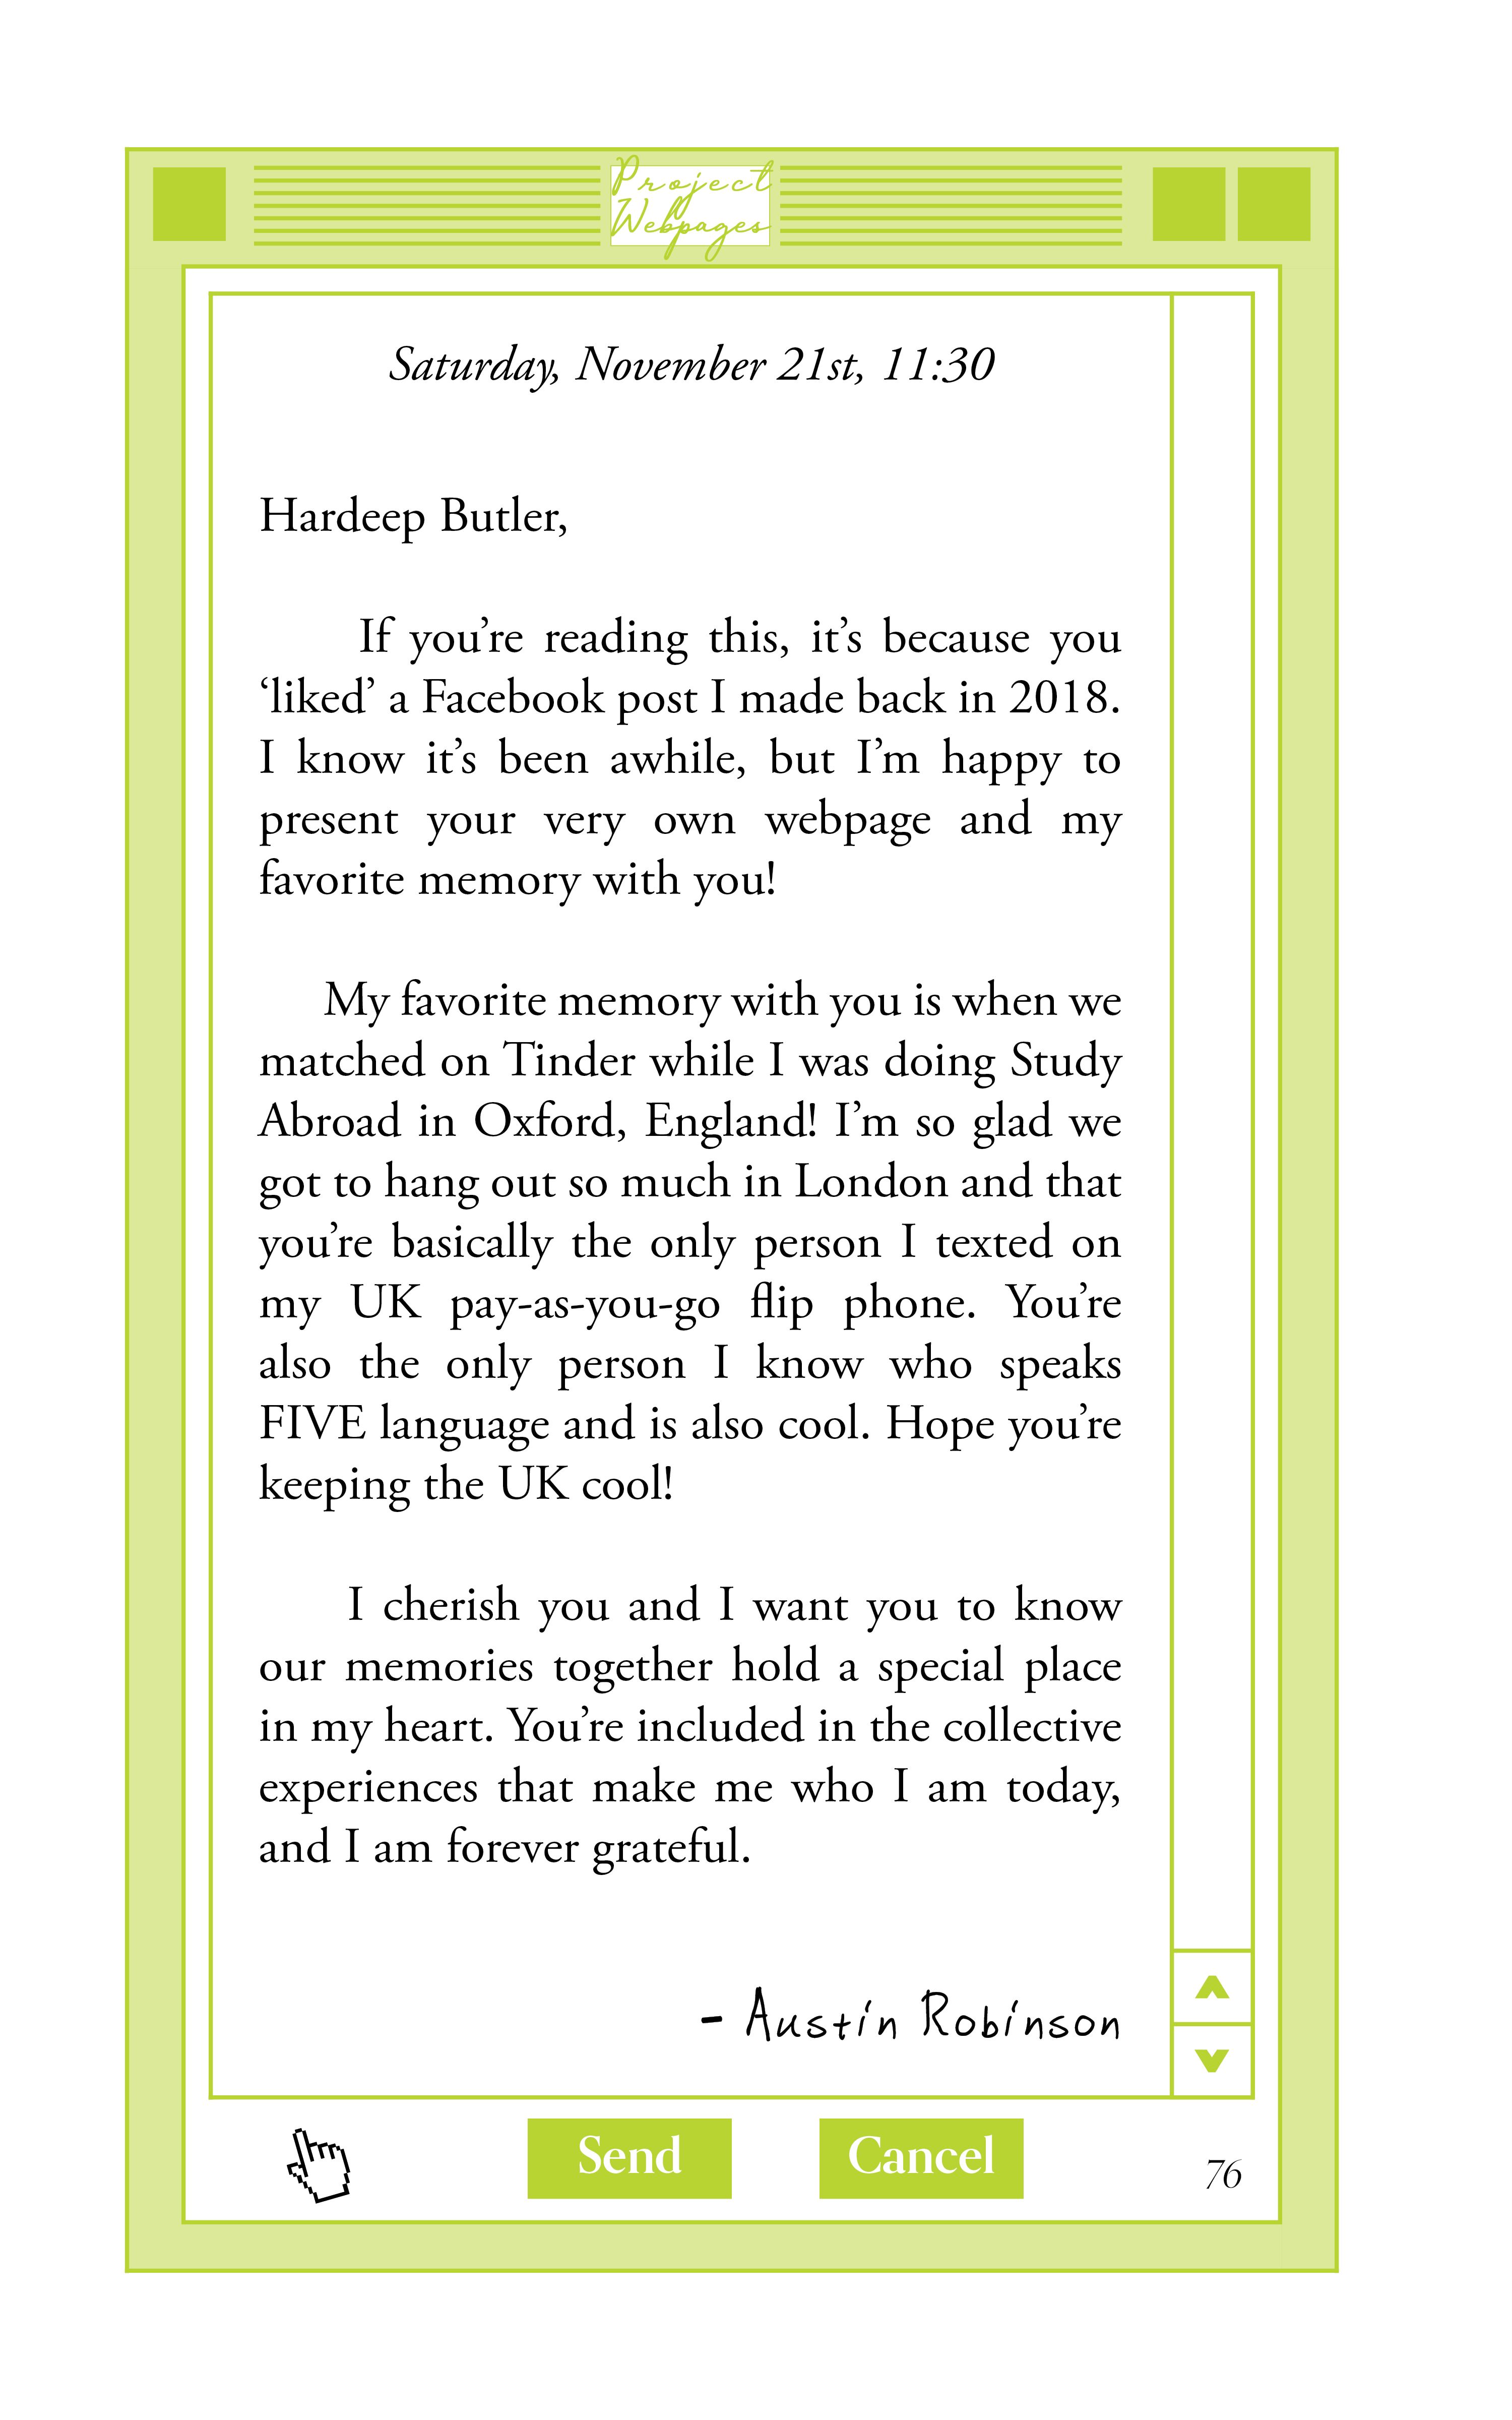 Project
Webpages
Saturday, November 21st, 11:30
Hardeep Butler,
If you’re reading this, it’s because you
‘liked’ a Facebook post I made back in 2018.
I know it’s been awhile, but I’m happy to
present your very own webpage and my
favorite memory with you!
My favorite memory with you is when we
matched on Tinder while I was doing Study
Abroad in Oxford, England! I’m so glad we
got to hang out so much in London and that
you’re basically the only person I texted on
my UK pay-as-you-go flip phone. You’re
also the only person I know who speaks
FIVE language and is also cool. Hope you’re
keeping the UK cool!
I cherish you and I want you to know
our memories together hold a special place
in my heart. You’re included in the collective
experiences that make me who I am today,
and I am forever grateful.
- Austin Robinson
Send Cancel
76